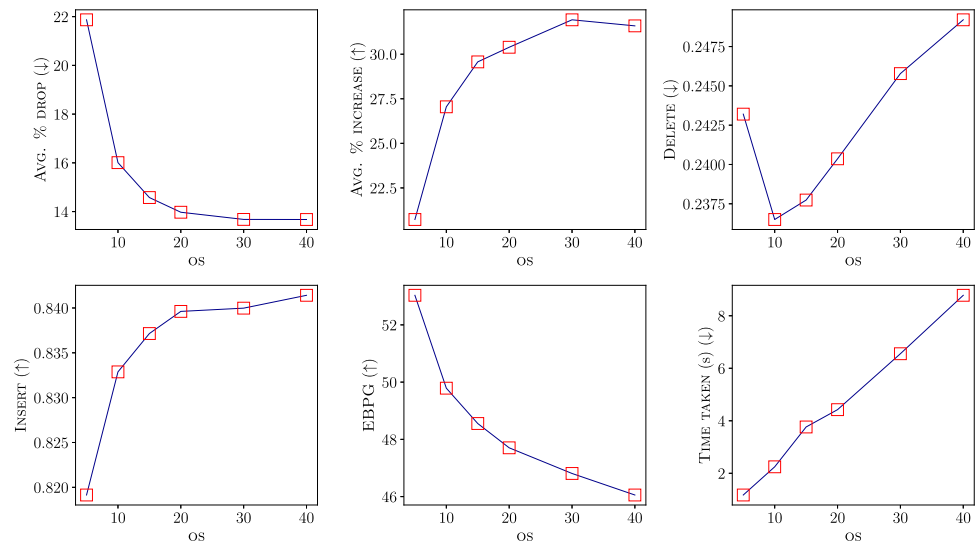 22
20
18
16
14
Avg. % DROP (↓)
10 20 30 40
OS
30.0
27.5
25.0
22.5
Avg. % INCREASE (↑)
10 20 30 40
OS
0.2475
0.2450
0.2425
0.2400
0.2375
DELETE (↓)
10 20 30 40
OS
0.840
0.835
0.830
0.825
0.820
INSERT (↑)
10 20 30 40
OS
52
50
48
46
EBPG (↑)
10 20 30 40
OS
8
6
4
2
TIME TAKEN (S) (↓)
10 20 30 40
OS